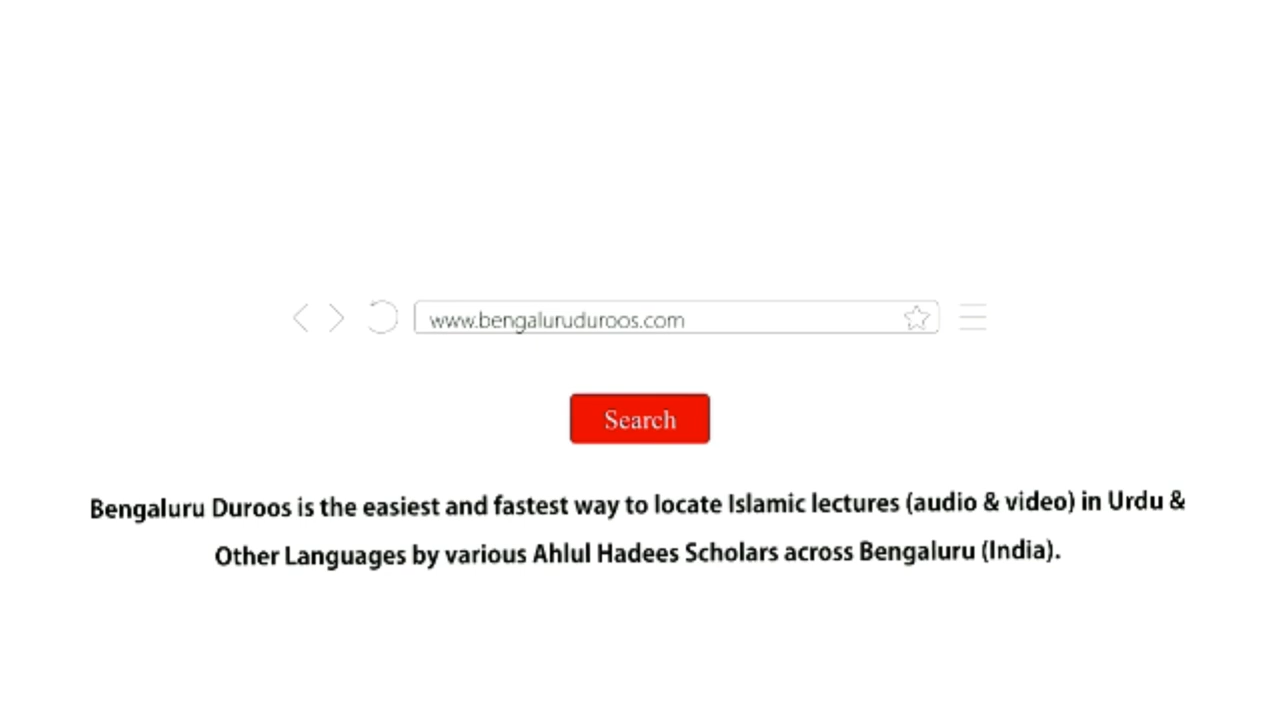 www.bengaluruduroos.com
Search
Bengaluru Duroos is the easiest and fastest way to locate Islamic lectures (audio & video) in Urdu &
Other Languages by various Ahlul Hadees Scholars across Bengaluru (India).